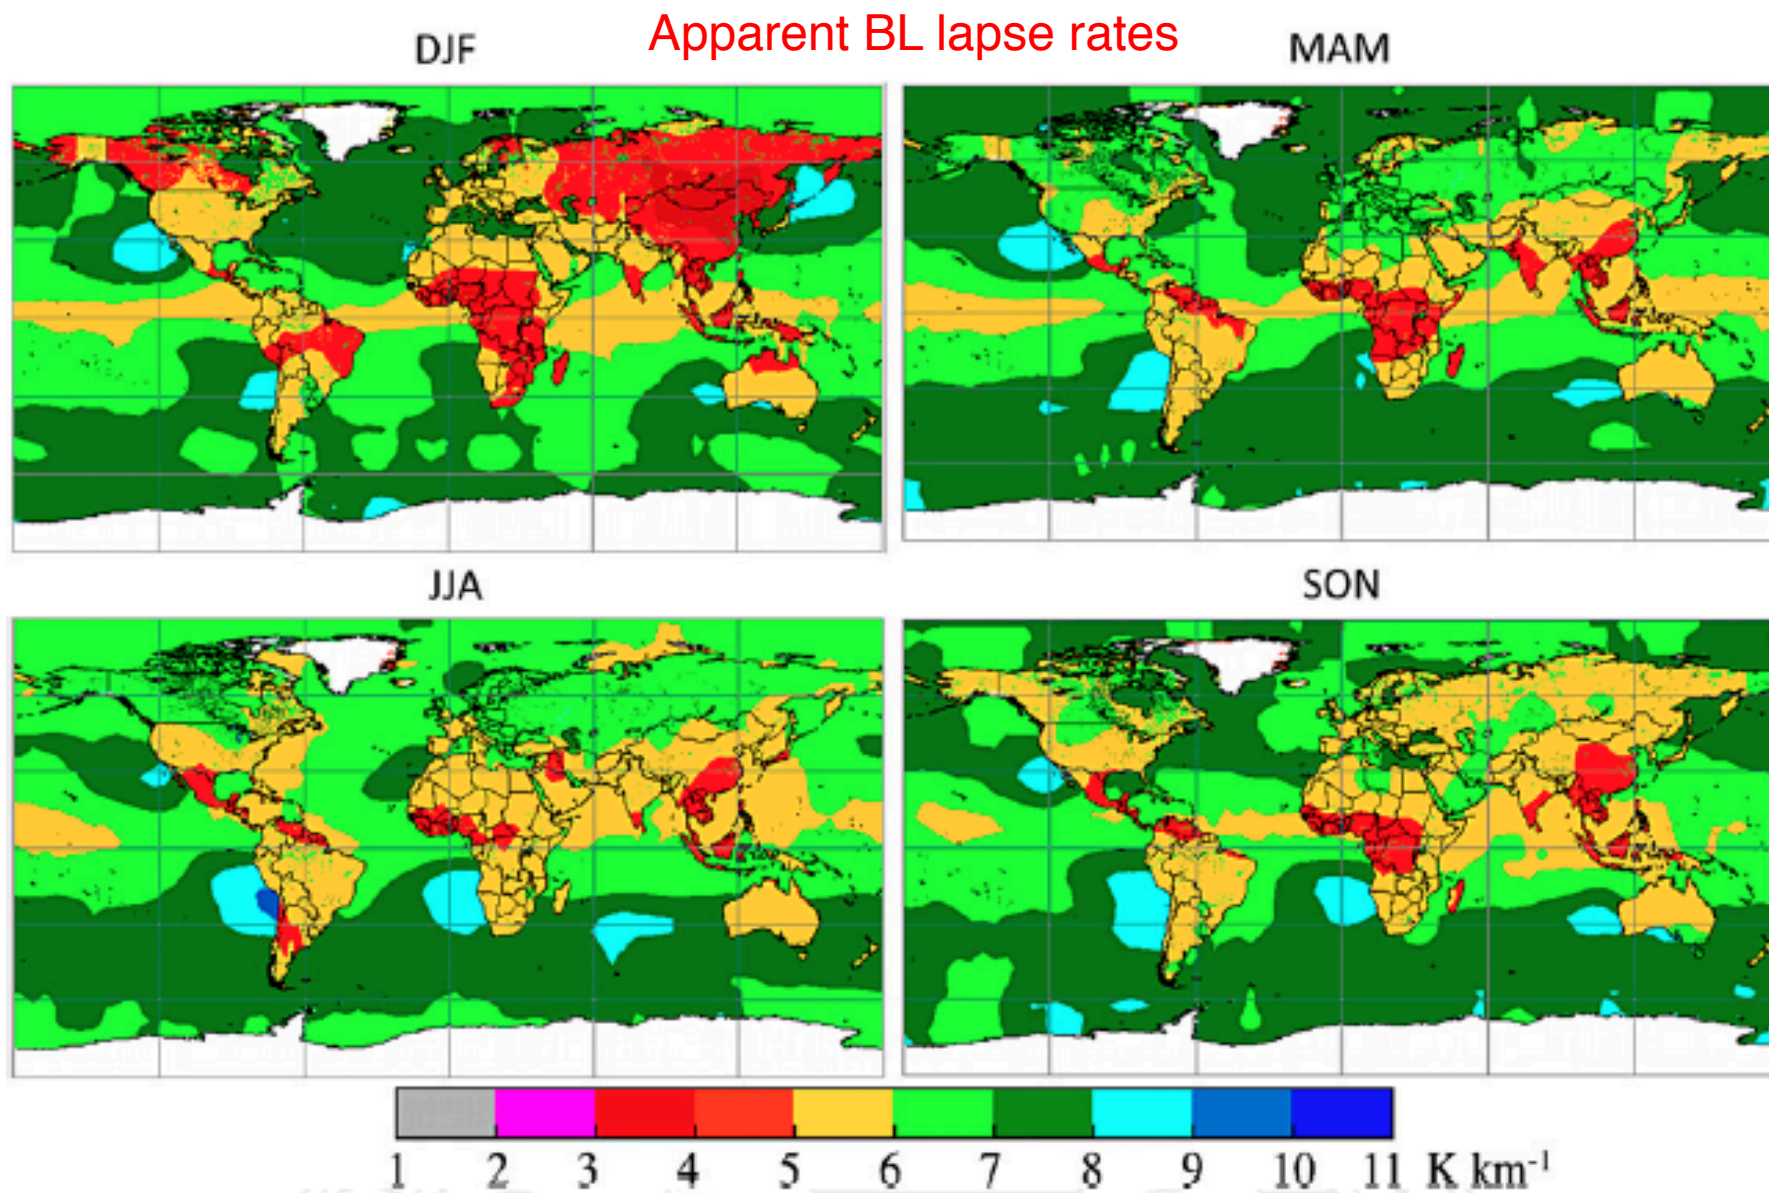 Apparent BL lapse rates
DJF
MAM
JJA
SON
1 2 3 4 5 6 7 8 9 10 11 K km⁻¹